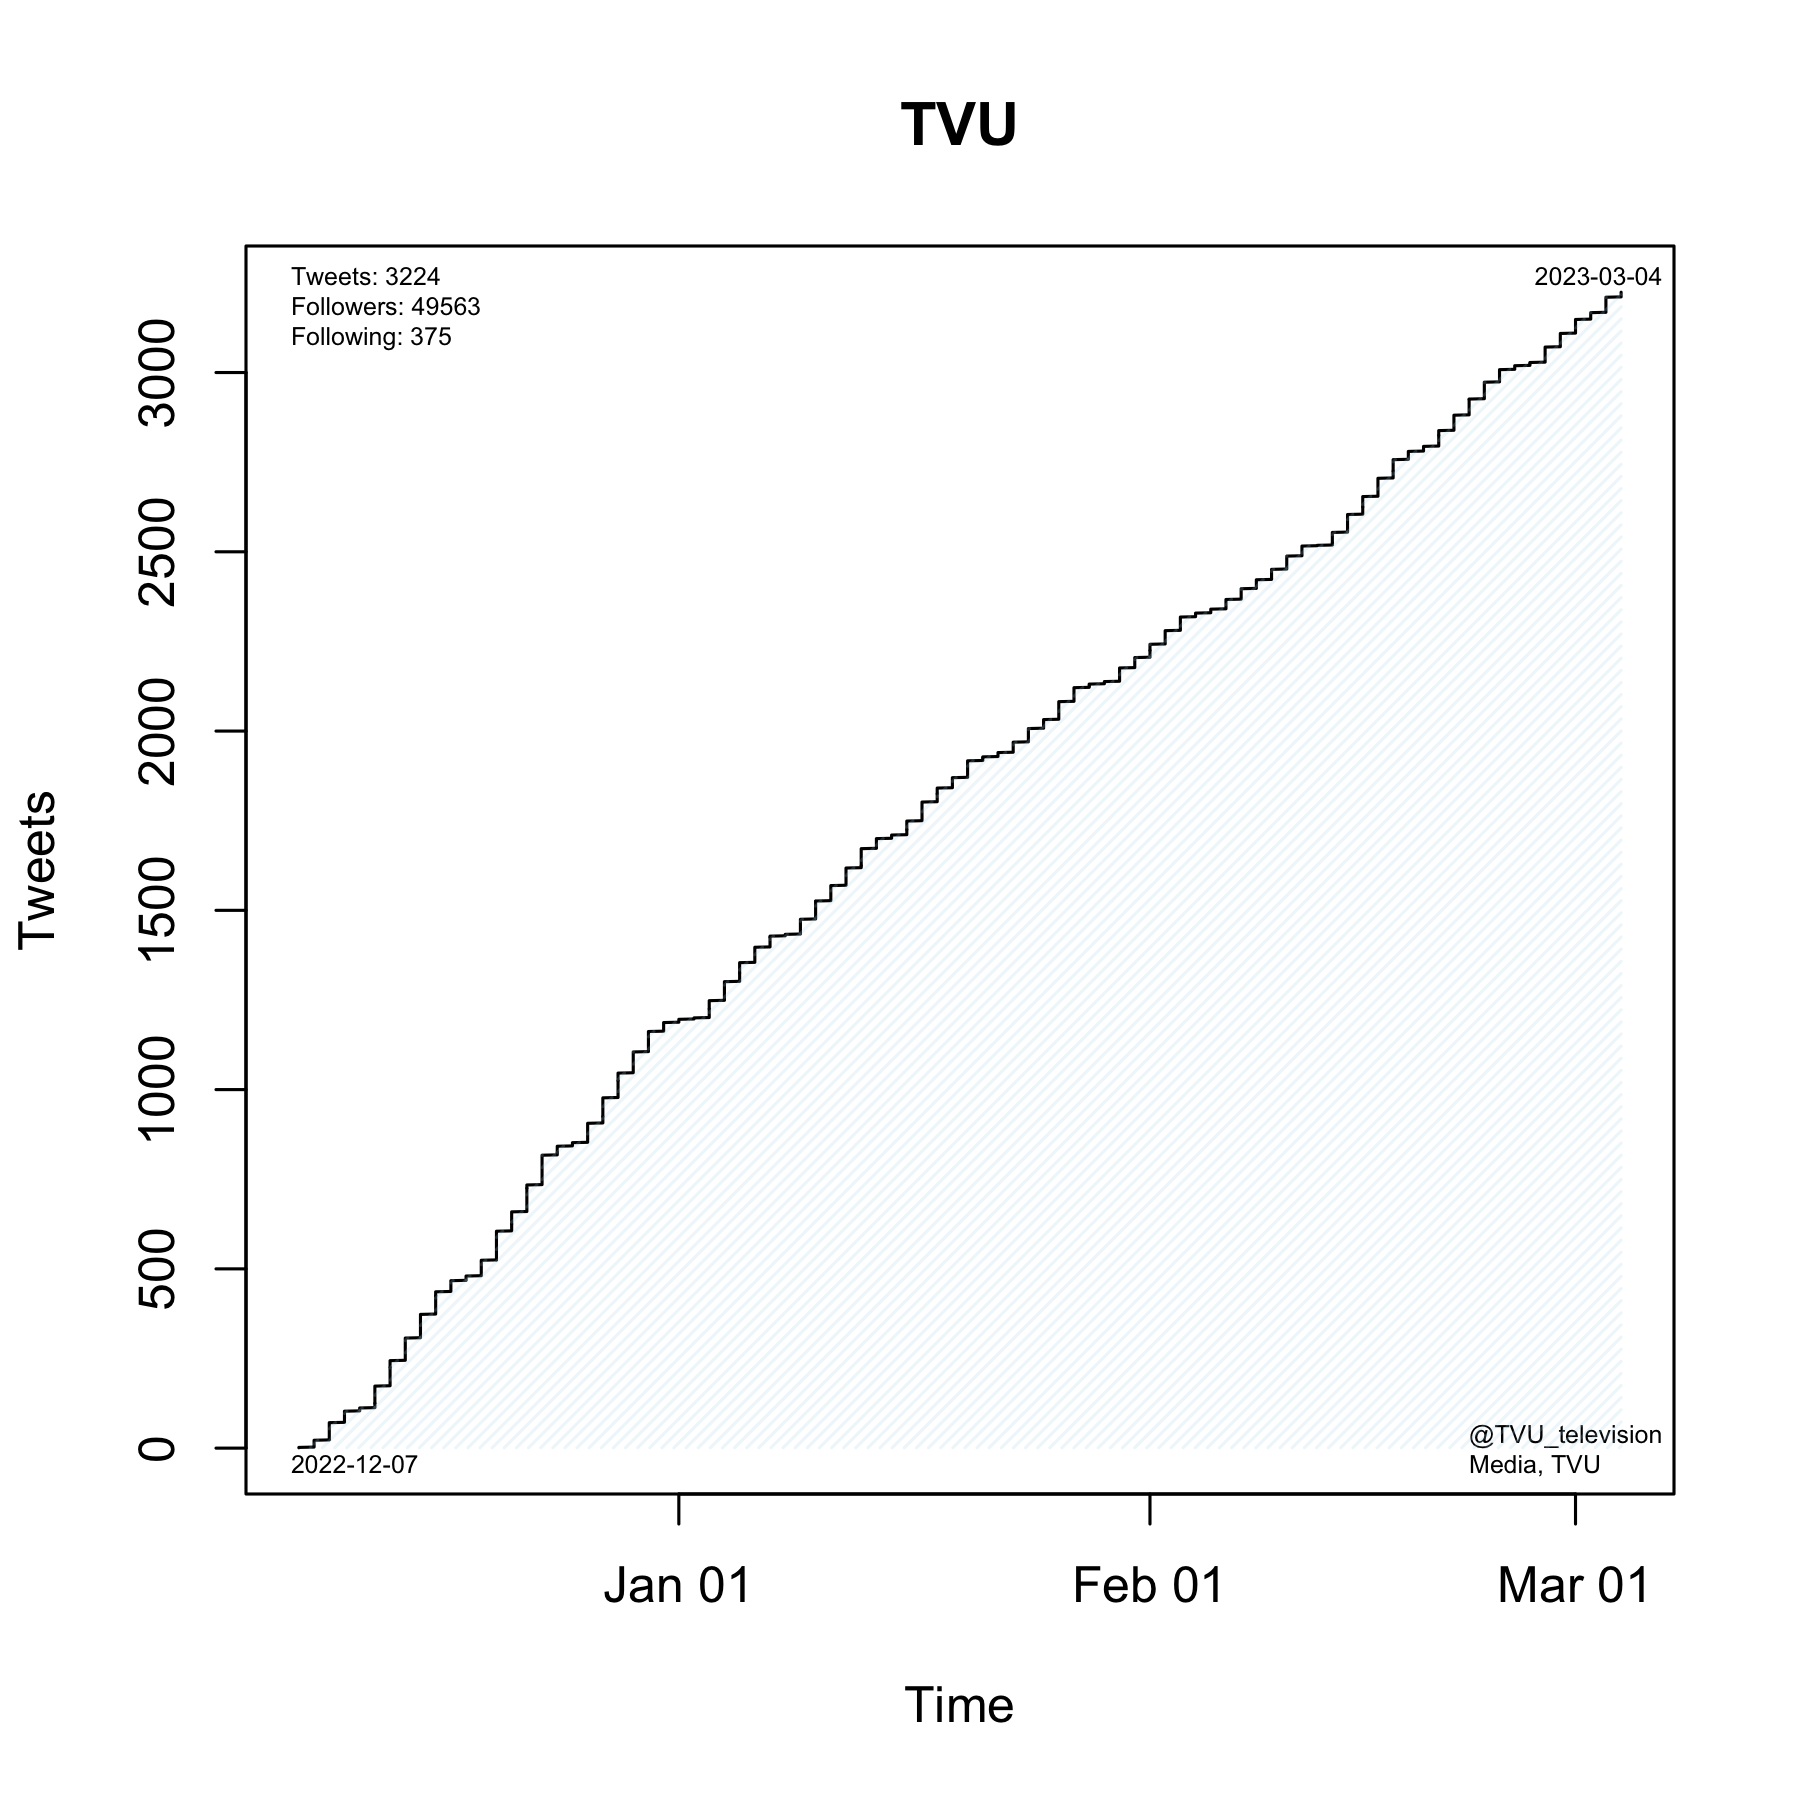 TVU
Tweets: 3224
Followers: 49563
Following: 375
2023-03-04
3000
2500
2000
1500
1000
500
0
Tweets
@TVU_television
Media, TVU
2022-12-07
Jan 01
Feb 01
Mar 01
Time